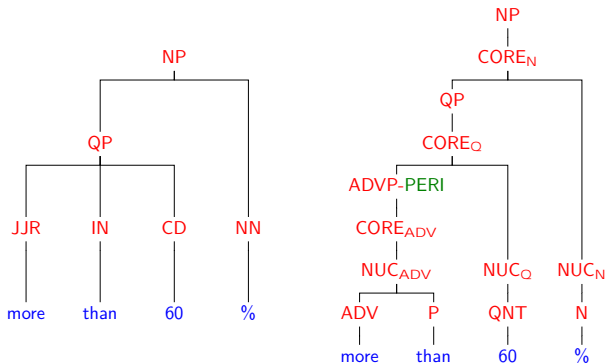 NP
QP
JJR IN CD NN
more than 60 %
NP
CORE_N
QP
CORE_Q
ADVP-PERI
CORE_ADV
NUC_ADV NUC_Q NUC_N
ADV P QNT N
more than 60 %